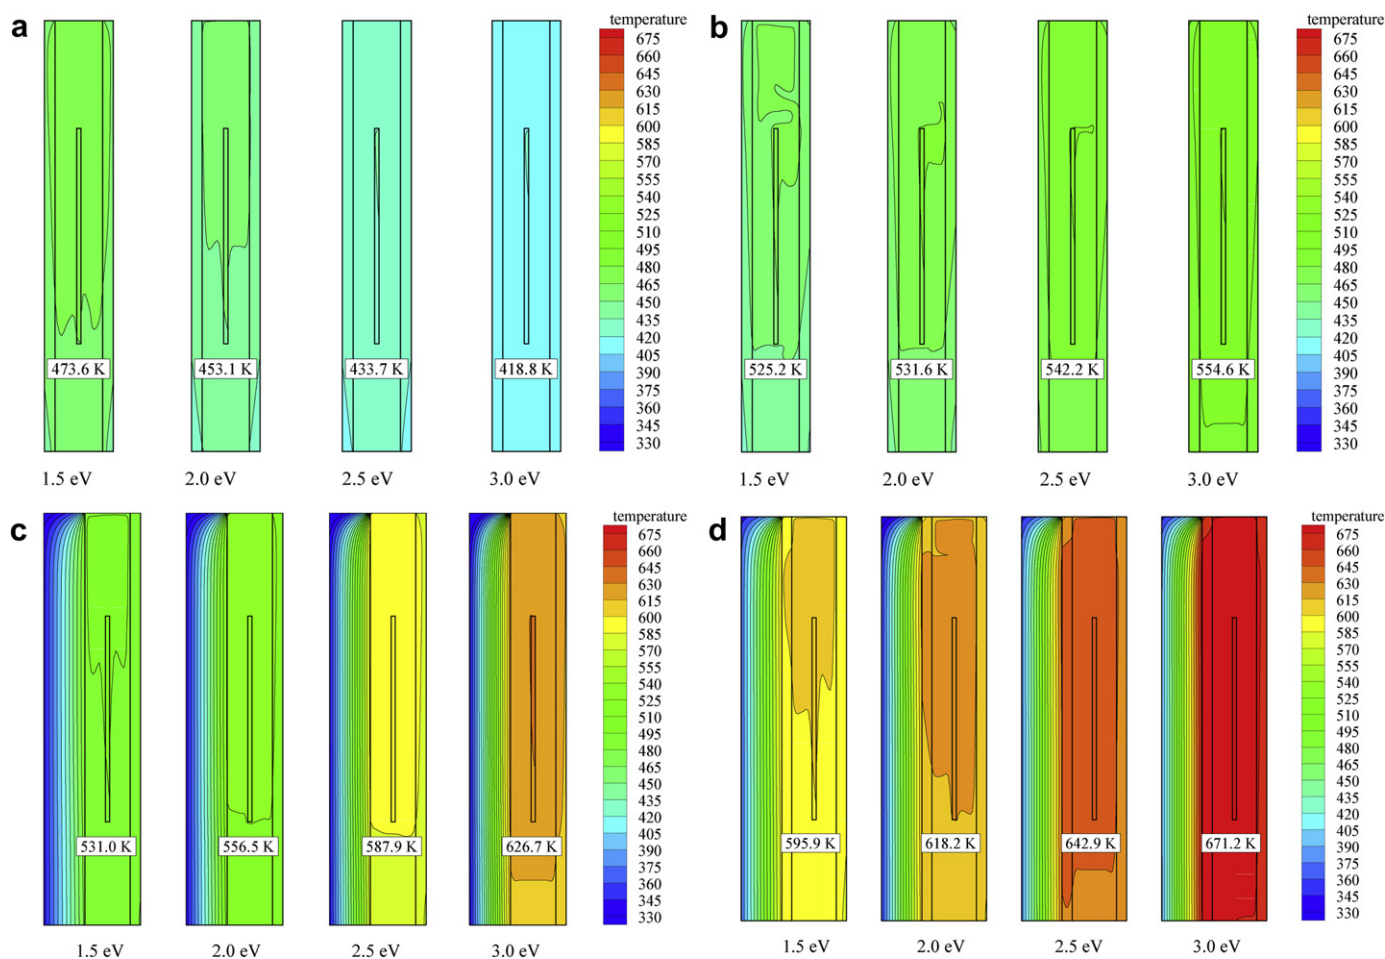 a
temperature
675
660
645
630
615
600
585
570
555
540
525
510
495
480
465
450
435
420
405
390
375
360
345
330
473.6 K
453.1 K
433.7 K
418.8 K
1.5 eV
2.0 eV
2.5 eV
3.0 eV
b
temperature
675
660
645
630
615
600
585
570
555
540
525
510
495
480
465
450
435
420
405
390
375
360
345
330
525.2 K
531.6 K
542.2 K
554.6 K
1.5 eV
2.0 eV
2.5 eV
3.0 eV
c
temperature
675
660
645
630
615
600
585
570
555
540
525
510
495
480
465
450
435
420
405
390
375
360
345
330
531.0 K
556.5 K
587.9 K
626.7 K
1.5 eV
2.0 eV
2.5 eV
3.0 eV
d
temperature
675
660
645
630
615
600
585
570
555
540
525
510
495
480
465
450
435
420
405
390
375
360
345
330
595.9 K
618.2 K
642.9 K
671.2 K
1.5 eV
2.0 eV
2.5 eV
3.0 eV